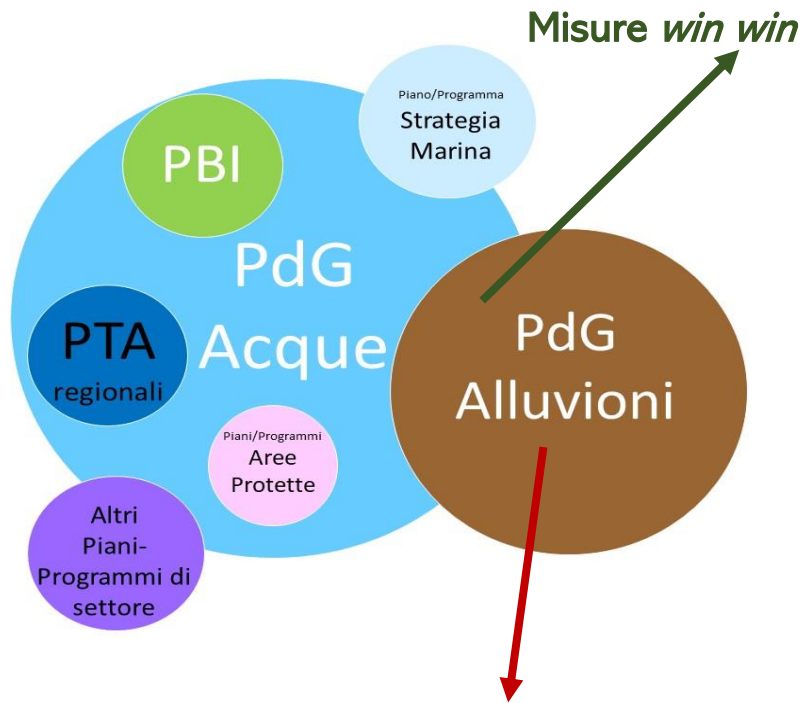 Misure win win
Piano/Programma
Strategia
Marina
PBI
PdG
Acque
PTA
regionali
PdG
Alluvioni
Piani/Programmi
Aree
Protette
Altri
Piani-
Programmi di
settore